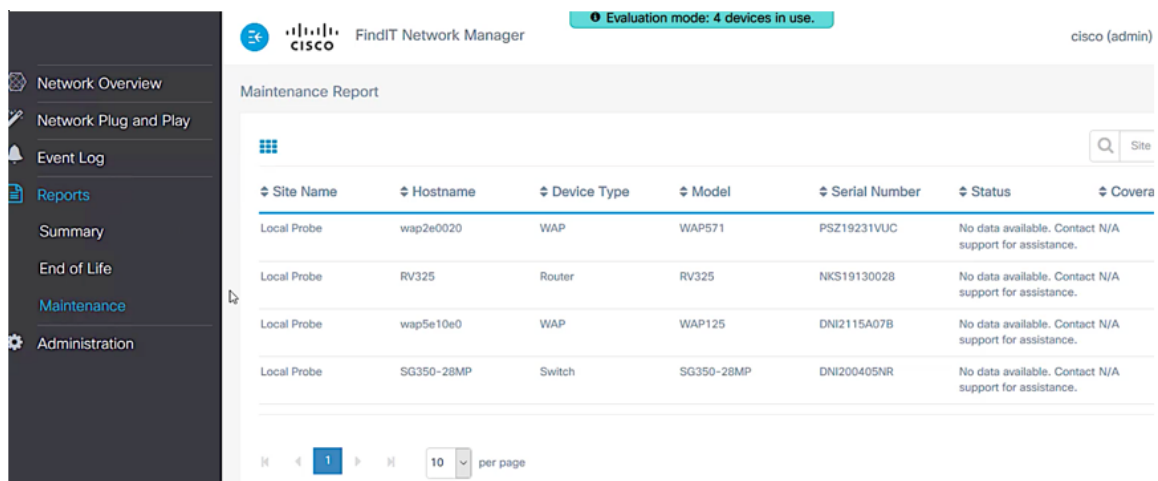 Evaluation mode: 4 devices in use.
CISCO FindIT Network Manager cisco (admin)
Network Overview
Network Plug and Play
Event Log
Reports
Summary
End of Life
Maintenance
Administration
Maintenance Report
Site
Site Name Hostname Device Type Model Serial Number Status Covera
Local Probe wap2e0020 WAP WAP571 PSZ19231VUC No data available. Contact N/A
support for assistance.
Local Probe RV325 Router RV325 NKS19130028 No data available. Contact N/A
support for assistance.
Local Probe wap5e10e0 WAP WAP125 DNI2115A07B No data available. Contact N/A
support for assistance.
Local Probe SG350-28MP Switch SG350-28MP DNI200405NR No data available. Contact N/A
support for assistance.
1 10 per page